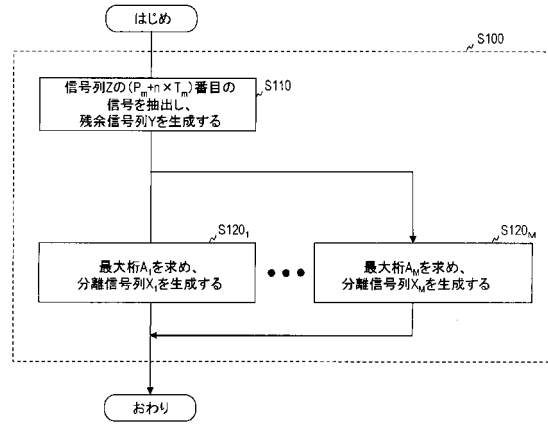 はじめ
S100
信号列Zの(Pm+n×Tm)番目の
信号を抽出し、
残余信号列Yを生成する
S110
S1201
最大桁A1を求め、
分離信号列X1を生成する
●●●
S120M
最大桁AMを求め、
分離信号列XMを生成する
おわり